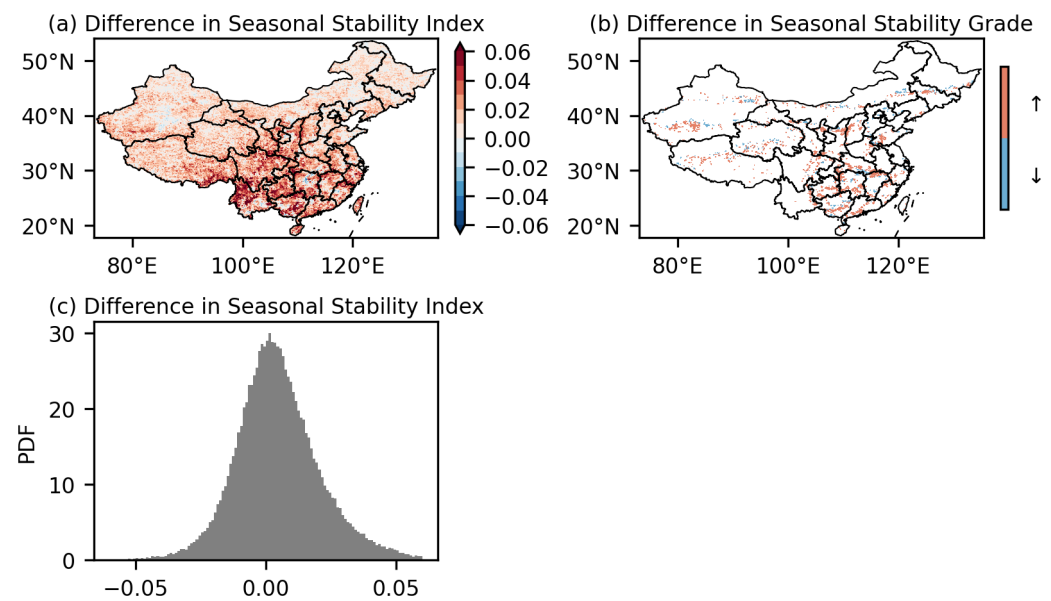 (a) Difference in Seasonal Stability Index
50°N
40°N
30°N
20°N
80°E 100°E 120°E
0.06
0.04
0.02
0.00
−0.02
−0.04
−0.06
(b) Difference in Seasonal Stability Grade
50°N
40°N
30°N
20°N
80°E 100°E 120°E
↑
↓
(c) Difference in Seasonal Stability Index
PDF
30
20
10
0
−0.05 0.00 0.05